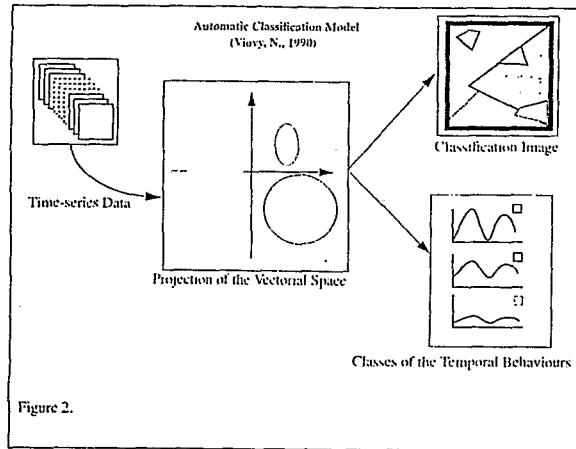 Automatic Classification Model
(Viovy, N., 1990)
Time-series Data
Projection of the Vectorial Space
Classification Image
Classes of the Temporal Behaviours
Figure 2.